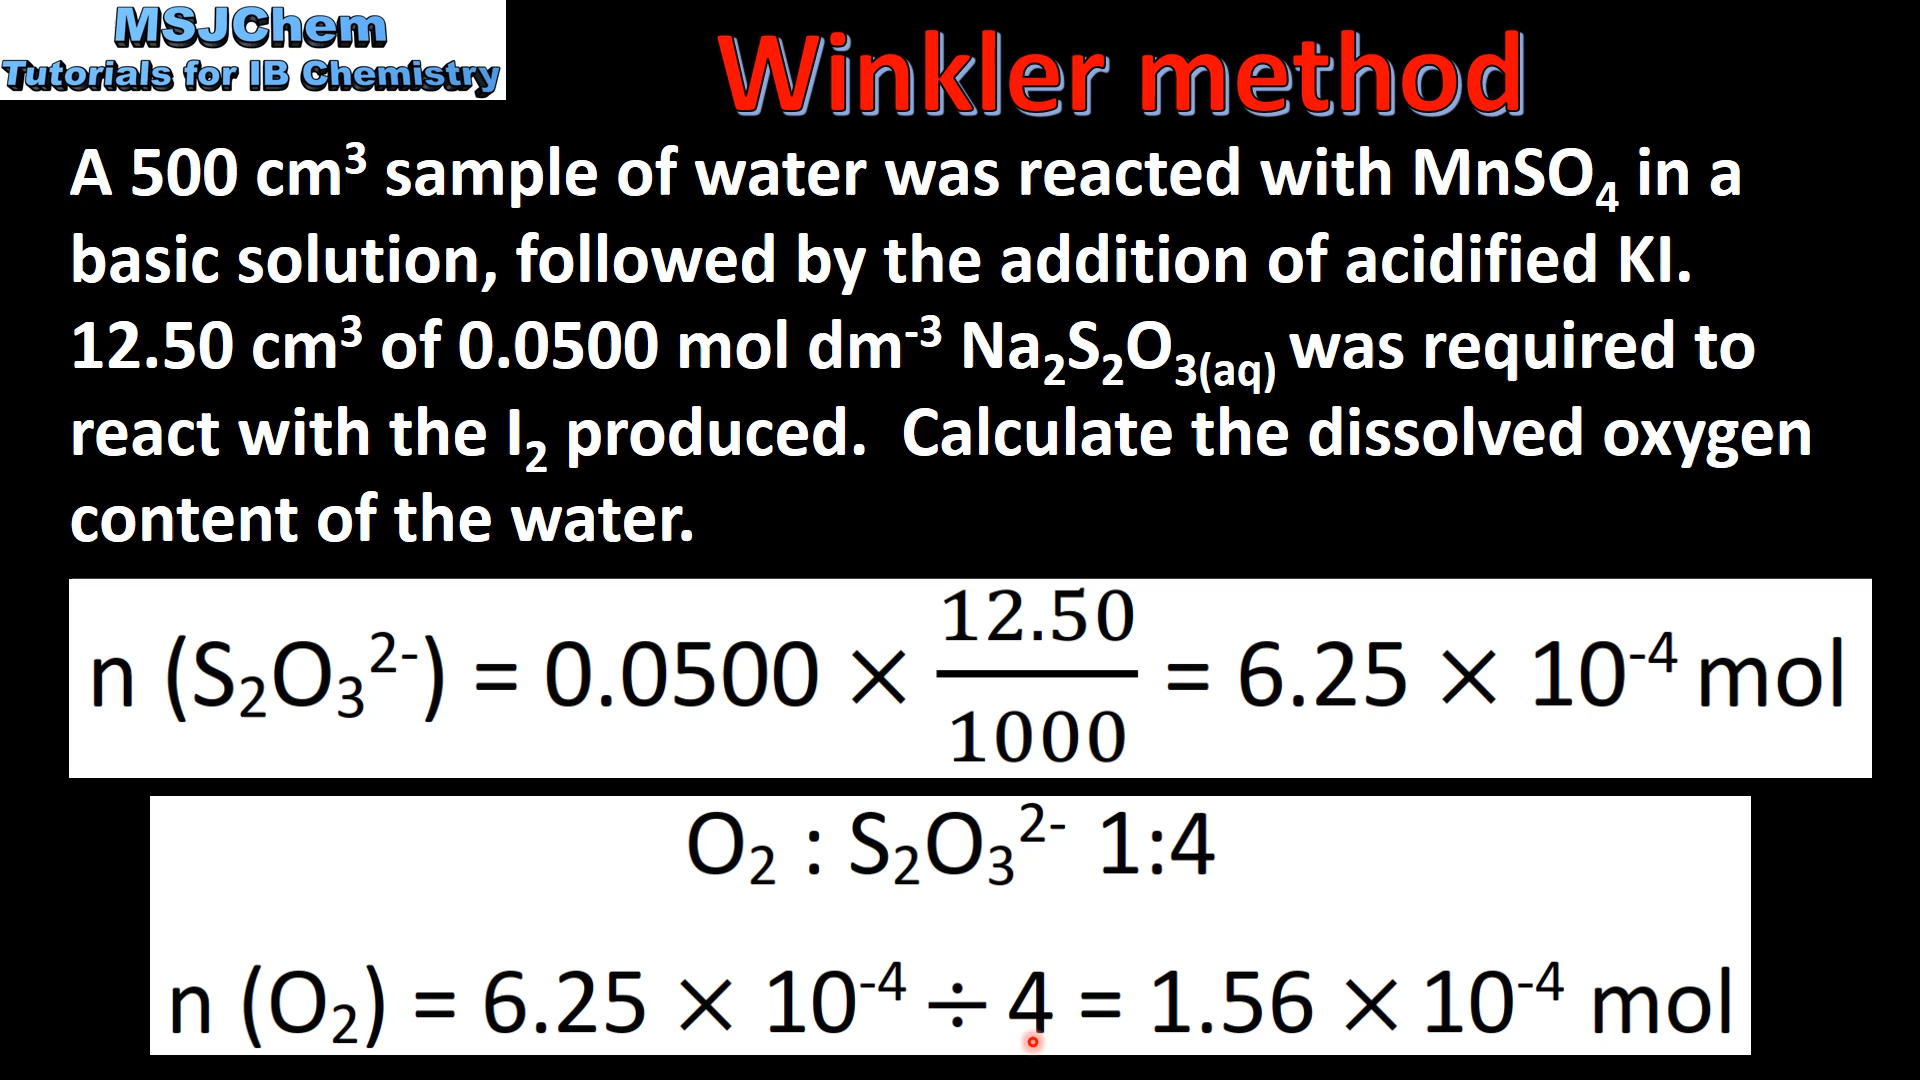 MSJChem
Tutorials for IB Chemistry
Winkler method
A 500 cm³ sample of water was reacted with MnSO₄ in a
basic solution, followed by the addition of acidified KI.
12.50 cm³ of 0.0500 mol dm⁻³ Na₂S₂O₃₍ₐq₎ was required to
react with the I₂ produced.  Calculate the dissolved oxygen
content of the water.
n (S₂O₃²⁻) = 0.0500 × 12.50/1000 = 6.25 × 10⁻⁴ mol
O₂ : S₂O₃²⁻ 1:4
n (O₂) = 6.25 × 10⁻⁴ ÷ 4 = 1.56 × 10⁻⁴ mol